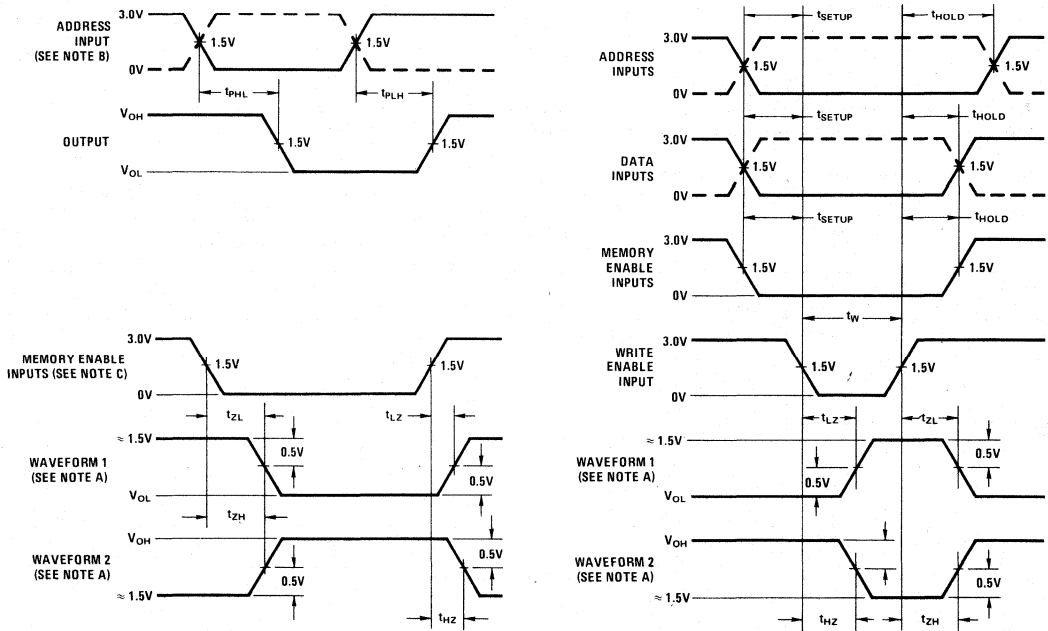 3.0V
ADDRESS
INPUT
(SEE NOTE B)
1.5V
1.5V
0V
tPHL
tPLH
VOH
OUTPUT
1.5V
1.5V
VOL
3.0V
MEMORY ENABLE
INPUTS (SEE NOTE C)
1.5V
1.5V
0V
tZL
tLZ
≈ 1.5V
0.5V
WAVEFORM 1
(SEE NOTE A)
0.5V
VOL
tZH
VOH
0.5V
WAVEFORM 2
(SEE NOTE A)
0.5V
≈ 1.5V
tHZ
tSETUP
tHOLD
3.0V
ADDRESS
INPUTS
1.5V
1.5V
0V
tSETUP
tHOLD
3.0V
DATA
INPUTS
1.5V
1.5V
0V
tSETUP
tHOLD
3.0V
MEMORY
ENABLE
INPUTS
1.5V
1.5V
0V
tW
3.0V
WRITE
ENABLE
INPUT
1.5V
1.5V
0V
tLZ
tZL
≈ 1.5V
0.5V
WAVEFORM 1
(SEE NOTE A)
0.5V
VOL
VOH
WAVEFORM 2
(SEE NOTE A)
0.5V
0.5V
≈ 1.5V
tHZ
tZH